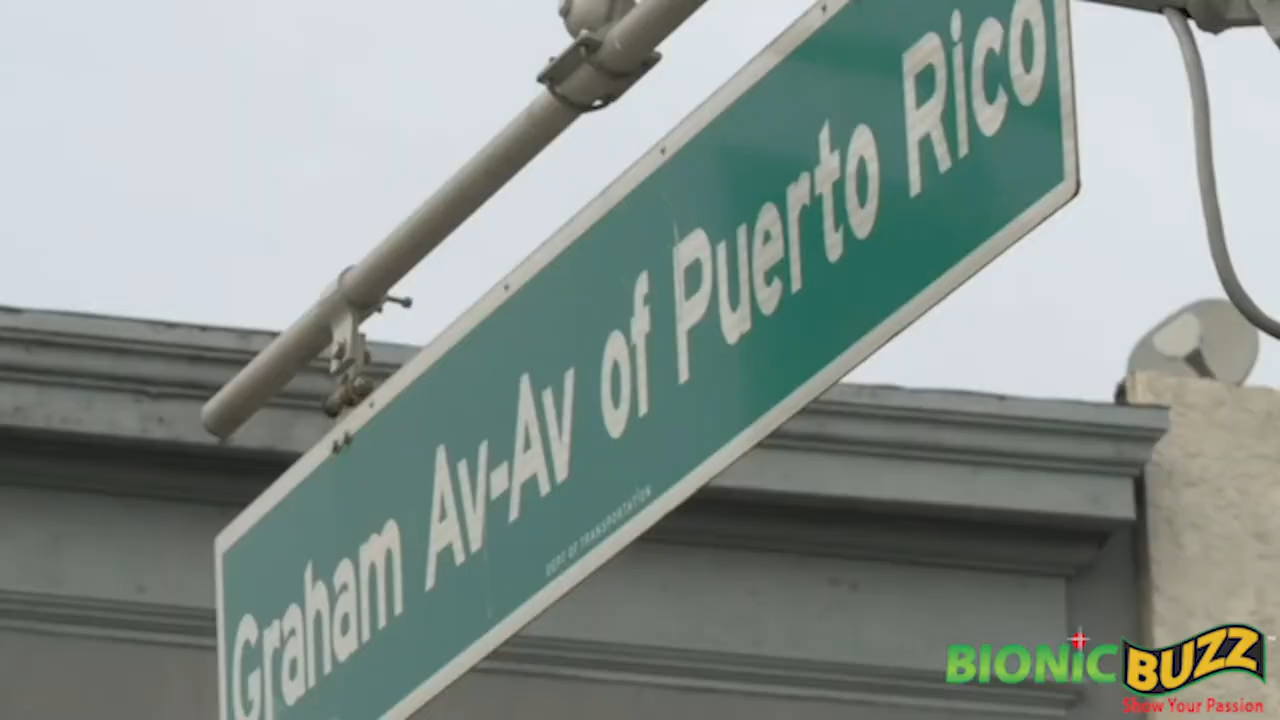 Graham Av-Av of Puerto Rico
DEPT OF TRANSPORTATION
BIONIC BUZZ
Show Your Passion